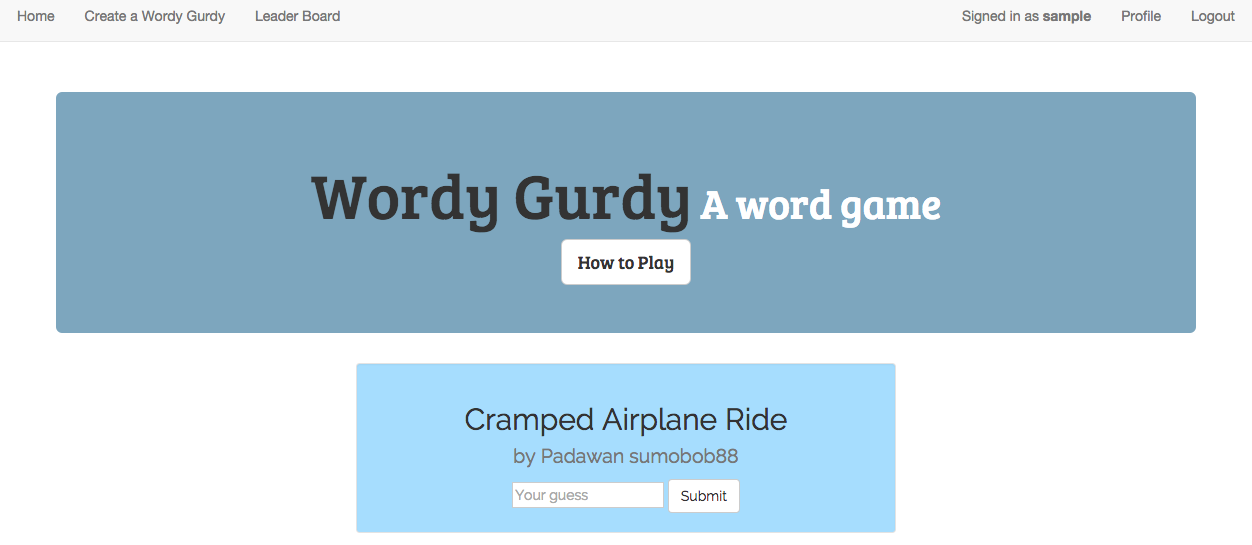 Home Create a Wordy Gurdy Leader Board Signed in as sample Profile Logout
Wordy Gurdy A word game
How to Play
Cramped Airplane Ride
by Padawan sumobob88
Your guess Submit